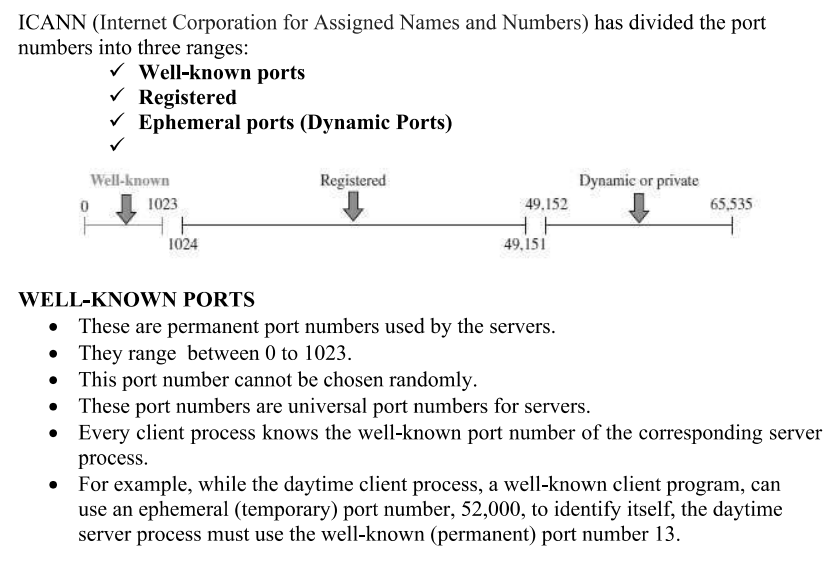 ICANN (Internet Corporation for Assigned Names and Numbers) has divided the port
numbers into three ranges:
✓ Well-known ports
✓ Registered
✓ Ephemeral ports (Dynamic Ports)
✓
Well-known Registered Dynamic or private
0 1023 49,152 65,535
1024 49,151
WELL-KNOWN PORTS
• These are permanent port numbers used by the servers.
• They range between 0 to 1023.
• This port number cannot be chosen randomly.
• These port numbers are universal port numbers for servers.
• Every client process knows the well-known port number of the corresponding server
process.
• For example, while the daytime client process, a well-known client program, can
use an ephemeral (temporary) port number, 52,000, to identify itself, the daytime
server process must use the well-known (permanent) port number 13.